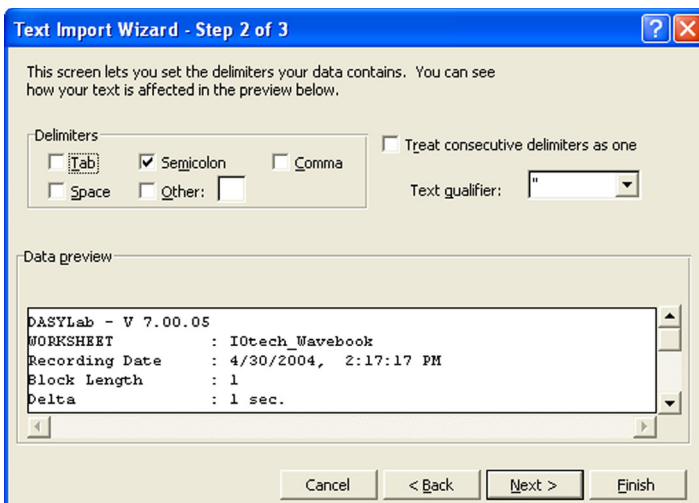 Text Import Wizard - Step 2 of 3
This screen lets you set the delimiters your data contains. You can see
how your text is affected in the preview below.
Delimiters
Tab Semicolon Comma
Space Other:
Treat consecutive delimiters as one
Text qualifier: "
Data preview
DASYLab - V 7.00.05
WORKSHEET : IOtech_Wavebook
Recording Date : 4/30/2004, 2:17:17 PM
Block Length : 1
Delta : 1 sec.
Cancel < Back Next > Finish